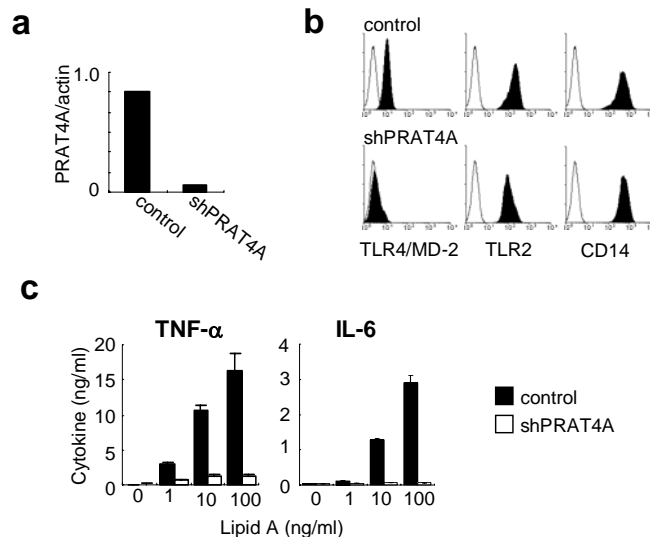 a
1.0
PRAT4A/actin
0
control
shPRAT4A
b
control
shPRAT4A
TLR4/MD-2 TLR2 CD14
c
TNF-α IL-6
Cytokine (ng/ml)
20
15
10
5
0
4
3
2
1
0
0 1 10 100 0 1 10 100
Lipid A (ng/ml)
control
shPRAT4A